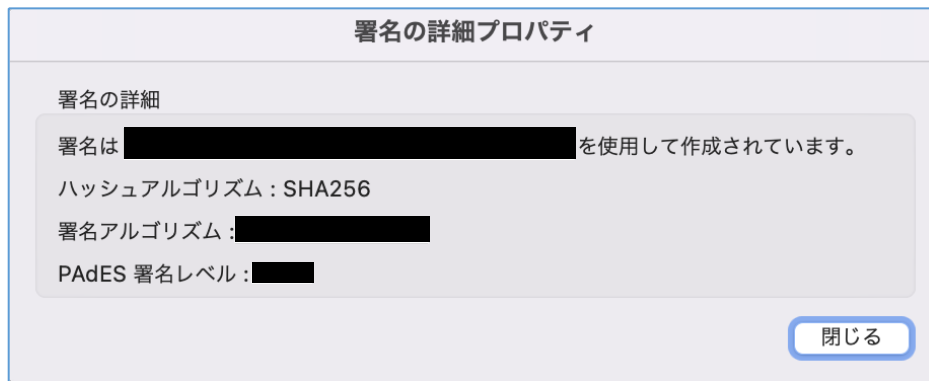 署名の詳細プロパティ
署名の詳細
署名は を使用して作成されています。
ハッシュアルゴリズム : SHA256
署名アルゴリズム :
PAdES 署名レベル :
閉じる